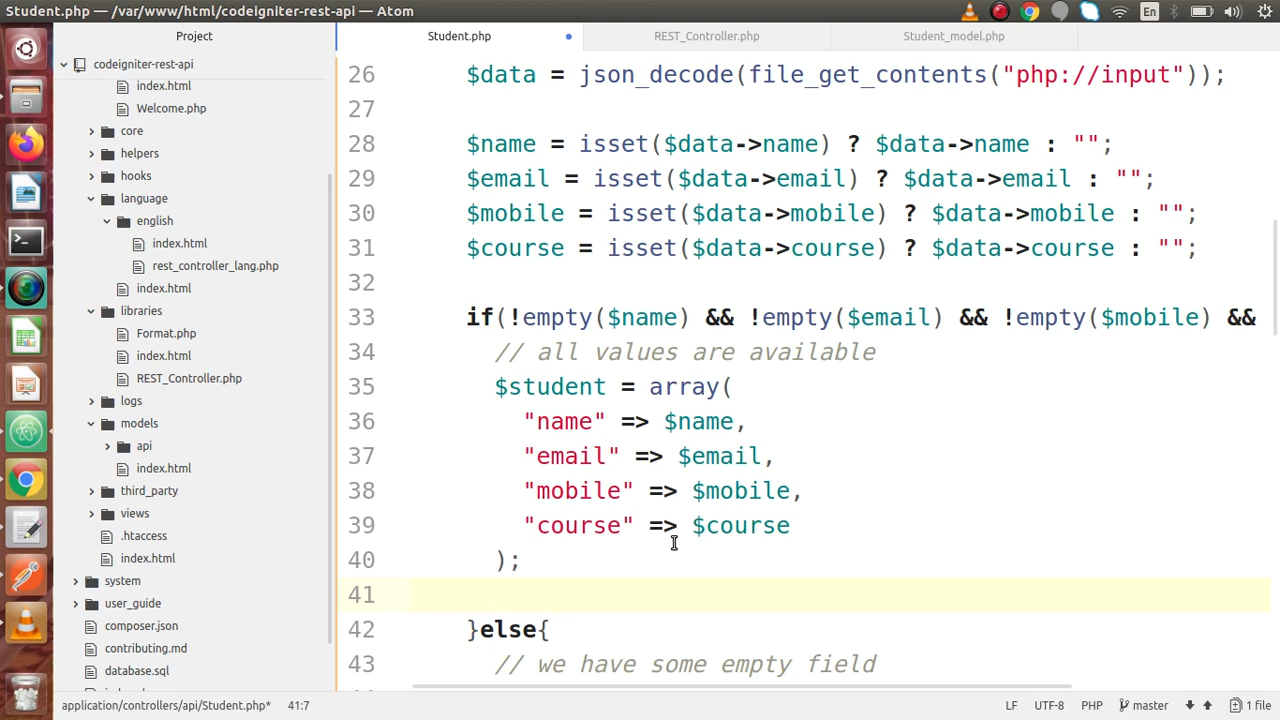 Student.php — /var/www/html/codeigniter-rest-api — Atom
En
Project
Student.php
REST_Controller.php
Student_model.php
codeigniter-rest-api
index.html
Welcome.php
core
helpers
hooks
language
english
index.html
rest_controller_lang.php
index.html
libraries
Format.php
index.html
REST_Controller.php
logs
models
api
index.html
third_party
views
.htaccess
index.html
system
user_guide
composer.json
contributing.md
database.sql
26 $data = json_decode(file_get_contents("php://input"));
27
28 $name = isset($data->name) ? $data->name : "";
29 $email = isset($data->email) ? $data->email : "";
30 $mobile = isset($data->mobile) ? $data->mobile : "";
31 $course = isset($data->course) ? $data->course : "";
32
33 if(!empty($name) && !empty($email) && !empty($mobile) &&
34 // all values are available
35 $student = array(
36 "name" => $name,
37 "email" => $email,
38 "mobile" => $mobile,
39 "course" => $course
40 );
41
42 }else{
43 // we have some empty field
application/controllers/api/Student.php* 41:7
LF UTF-8 PHP master 1 file